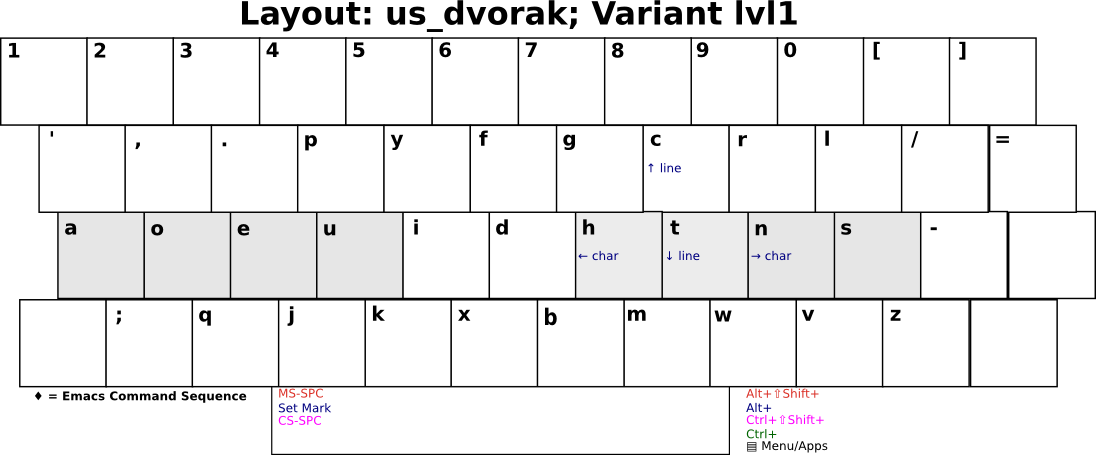 Layout: us_dvorak; Variant lvl1
1 2 3 4 5 6 7 8 9 0 [ ]
' , . p y f g c r l / =
↑ line
a o e u i d h t n s -
← char ↓ line → char
; q j k x b m w v z
♦ = Emacs Command Sequence
MS-SPC
Set Mark
CS-SPC
Alt+⇧Shift+
Alt+
Ctrl+⇧Shift+
Ctrl+
▤ Menu/Apps